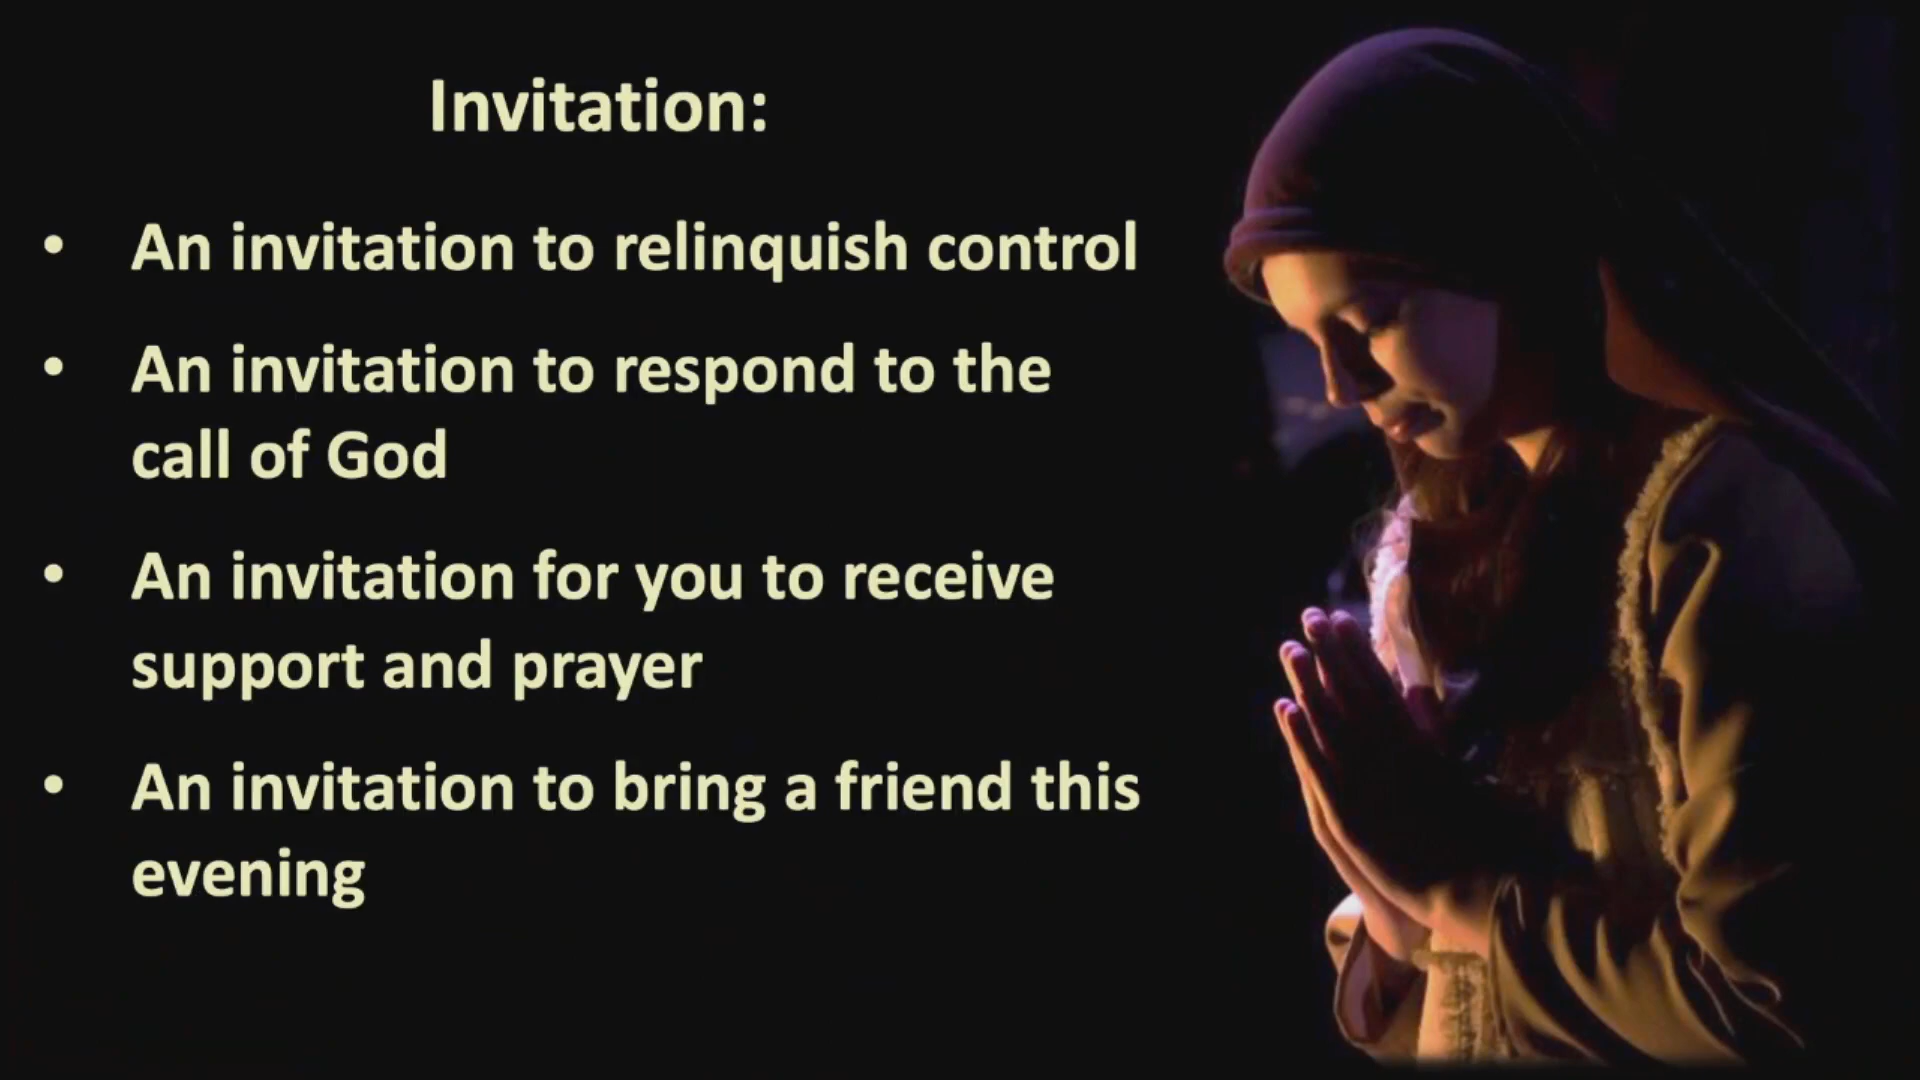 Invitation:
• An invitation to relinquish control
• An invitation to respond to the
call of God
• An invitation for you to receive
support and prayer
• An invitation to bring a friend this
evening